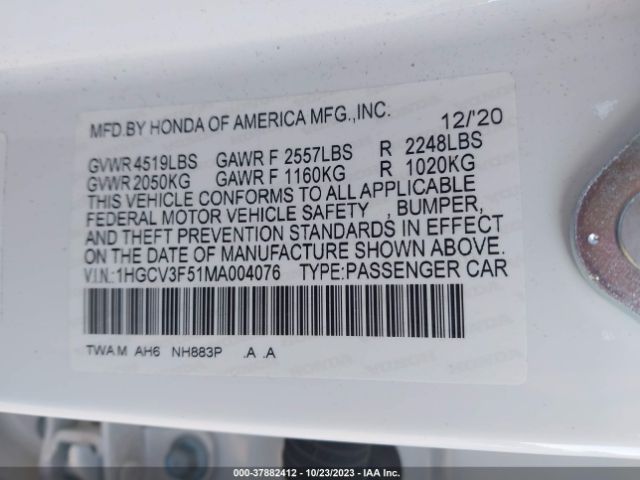 MFD.BY HONDA OF AMERICA MFG.,INC. 12/'20
GVWR 4519LBS GAWR F 2557LBS R 2248LBS
GVWR 2050KG GAWR F 1160KG R 1020KG
THIS VEHICLE CONFORMS TO ALL APPLICABLE
FEDERAL MOTOR VEHICLE SAFETY , BUMPER,
AND THEFT PREVENTION STANDARDS IN EFFECT
ON THE DATE OF MANUFACTURE SHOWN ABOVE.
V.I.N.:1HGCV3F51MA004076 TYPE:PASSENGER CAR
TWA M AH6 NH883P .A .A
000-37882412 - 10/23/2023 - IAA Inc.